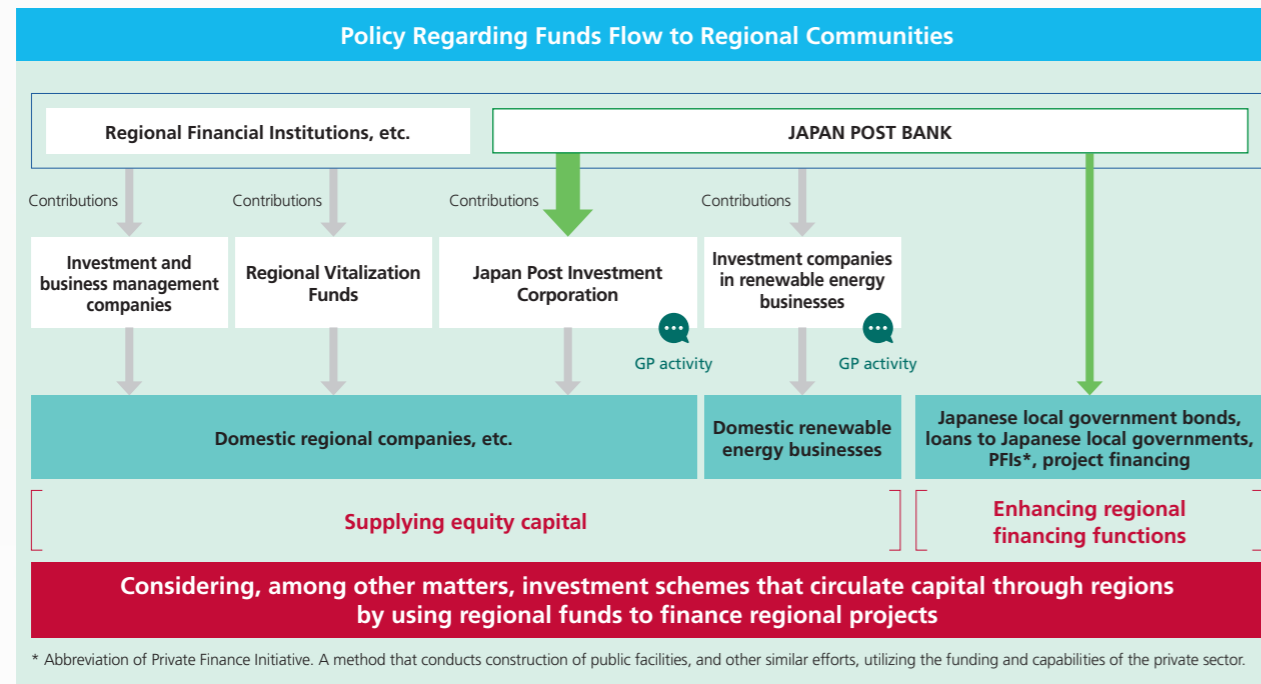 Policy Regarding Funds Flow to Regional Communities
Regional Financial Institutions, etc.
JAPAN POST BANK
Contributions
Contributions
Contributions
Contributions
Investment and
business management
companies
Regional Vitalization
Funds
Japan Post Investment
Corporation
Investment companies
in renewable energy
businesses
GP activity
GP activity
Domestic regional companies, etc.
Domestic renewable
energy businesses
Japanese local government bonds,
loans to Japanese local governments,
PFIs*, project financing
Supplying equity capital
Enhancing regional
financing functions
Considering, among other matters, investment schemes that circulate capital through regions
by using regional funds to finance regional projects
* Abbreviation of Private Finance Initiative. A method that conducts construction of public facilities, and other similar efforts, utilizing the funding and capabilities of the private sector.